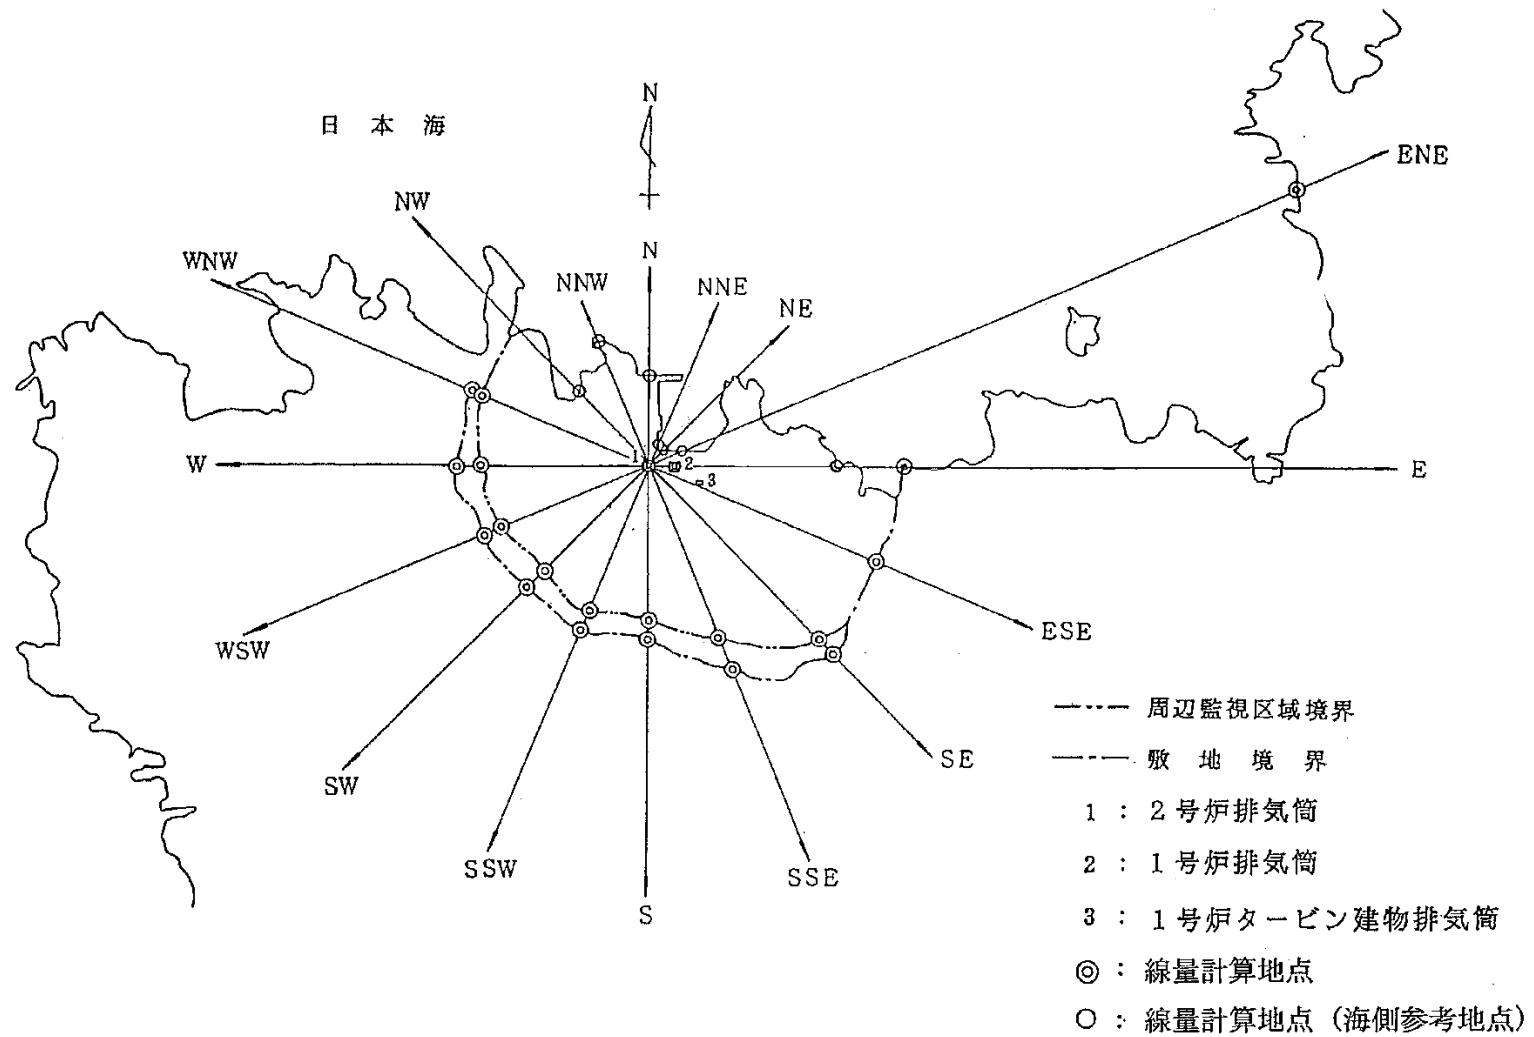 N
日本海
ENE
NW
N
WNW
NNW
NNE
NE
W
1
2
3
E
WSW
ESE
SW
SE
SSW
SSE
S
周辺監視区域境界
敷地境界
1 : 2号炉排気筒
2 : 1号炉排気筒
3 : 1号炉タービン建物排気筒
◎ : 線量計算地点
○ : 線量計算地点 (海側参考地点)